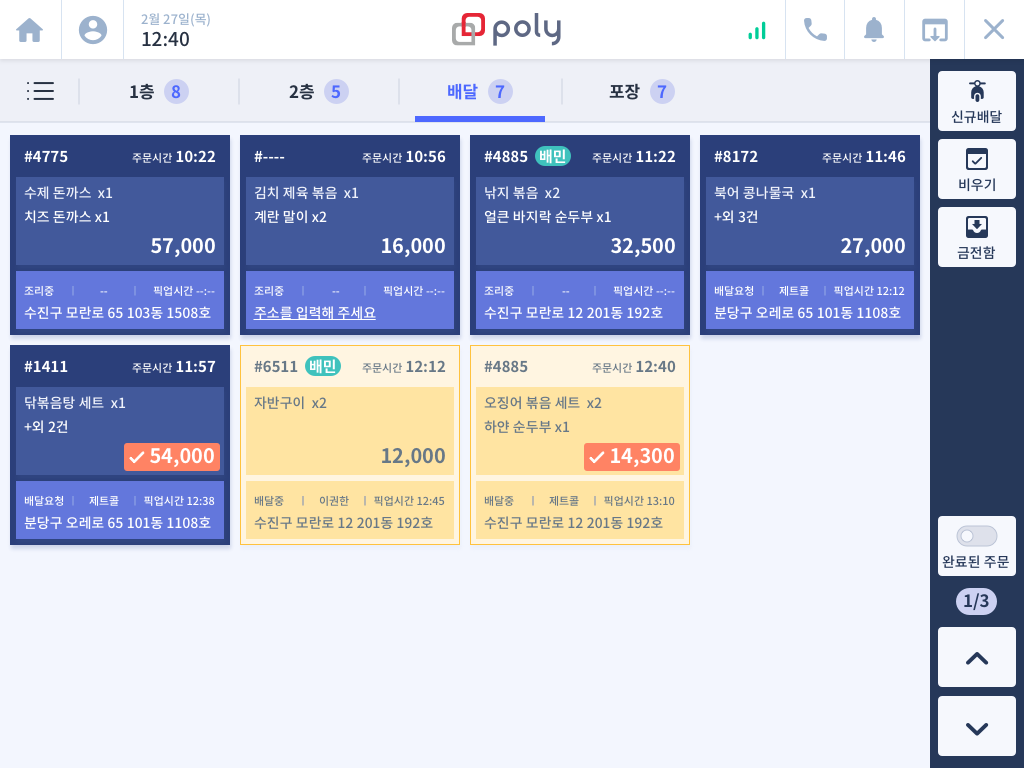 2월 27일(목)
12:40
poly
1층 8
2층 5
배달 7
포장 7
신규배달
비우기
금전함
#4775 주문시간 10:22
수제 돈까스 x1
치즈 돈까스 x1
57,000
조리중 | -- | 픽업시간 --:--
수진구 모란로 65 103동 1508호
#---- 주문시간 10:56
김치 제육 볶음 x1
계란 말이 x2
16,000
조리중 | -- | 픽업시간 --:--
주소를 입력해 주세요
#4885 배민 주문시간 11:22
낚지 볶음 x2
얼큰 바지락 순두부 x1
32,500
조리중 | -- | 픽업시간 --:--
수진구 모란로 12 201동 192호
#8172 주문시간 11:46
북어 콩나물국 x1
+외 3건
27,000
배달요청 | 제트콜 | 픽업시간 12:12
분당구 오레로 65 101동 1108호
#1411 주문시간 11:57
닦볶음탕 세트 x1
+외 2건
54,000
배달요청 | 제트콜 | 픽업시간 12:38
분당구 오레로 65 101동 1108호
#6511 배민 주문시간 12:12
자반구이 x2
12,000
배달중 | 이권한 | 픽업시간 12:45
수진구 모란로 12 201동 192호
#4885 주문시간 12:40
오징어 볶음 세트 x2
하얀 순두부 x1
14,300
배달중 | 제트콜 | 픽업시간 13:10
수진구 모란로 12 201동 192호
완료된 주문
1/3